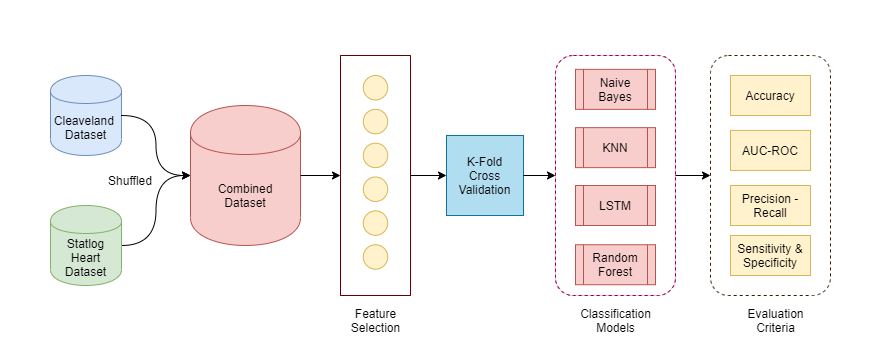 Cleaveland
Dataset
Shuffled
Statlog
Heart
Dataset
Combined
Dataset
Feature
Selection
K-Fold
Cross
Validation
Naive
Bayes
KNN
LSTM
Random
Forest
Classification
Models
Accuracy
AUC-ROC
Precision -
Recall
Sensitivity &
Specificity
Evaluation
Criteria